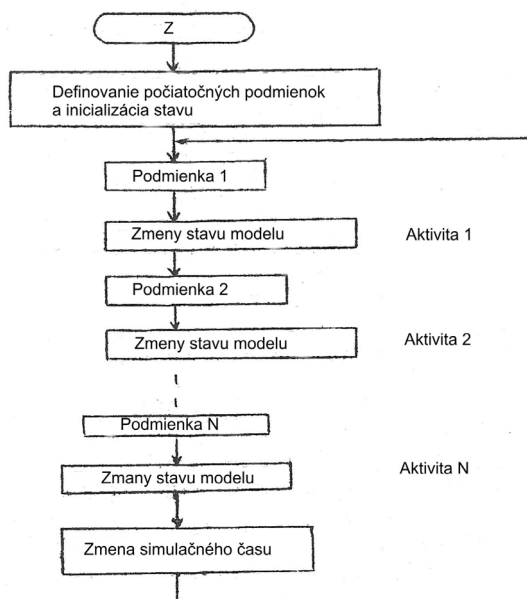 Z
Definovanie počiatočných podmienok
a inicializácia stavu
Podmienka 1
Zmeny stavu modelu
Aktivita 1
Podmienka 2
Zmeny stavu modelu
Aktivita 2
Podmienka N
Zmany stavu modelu
Aktivita N
Zmena simulačného času